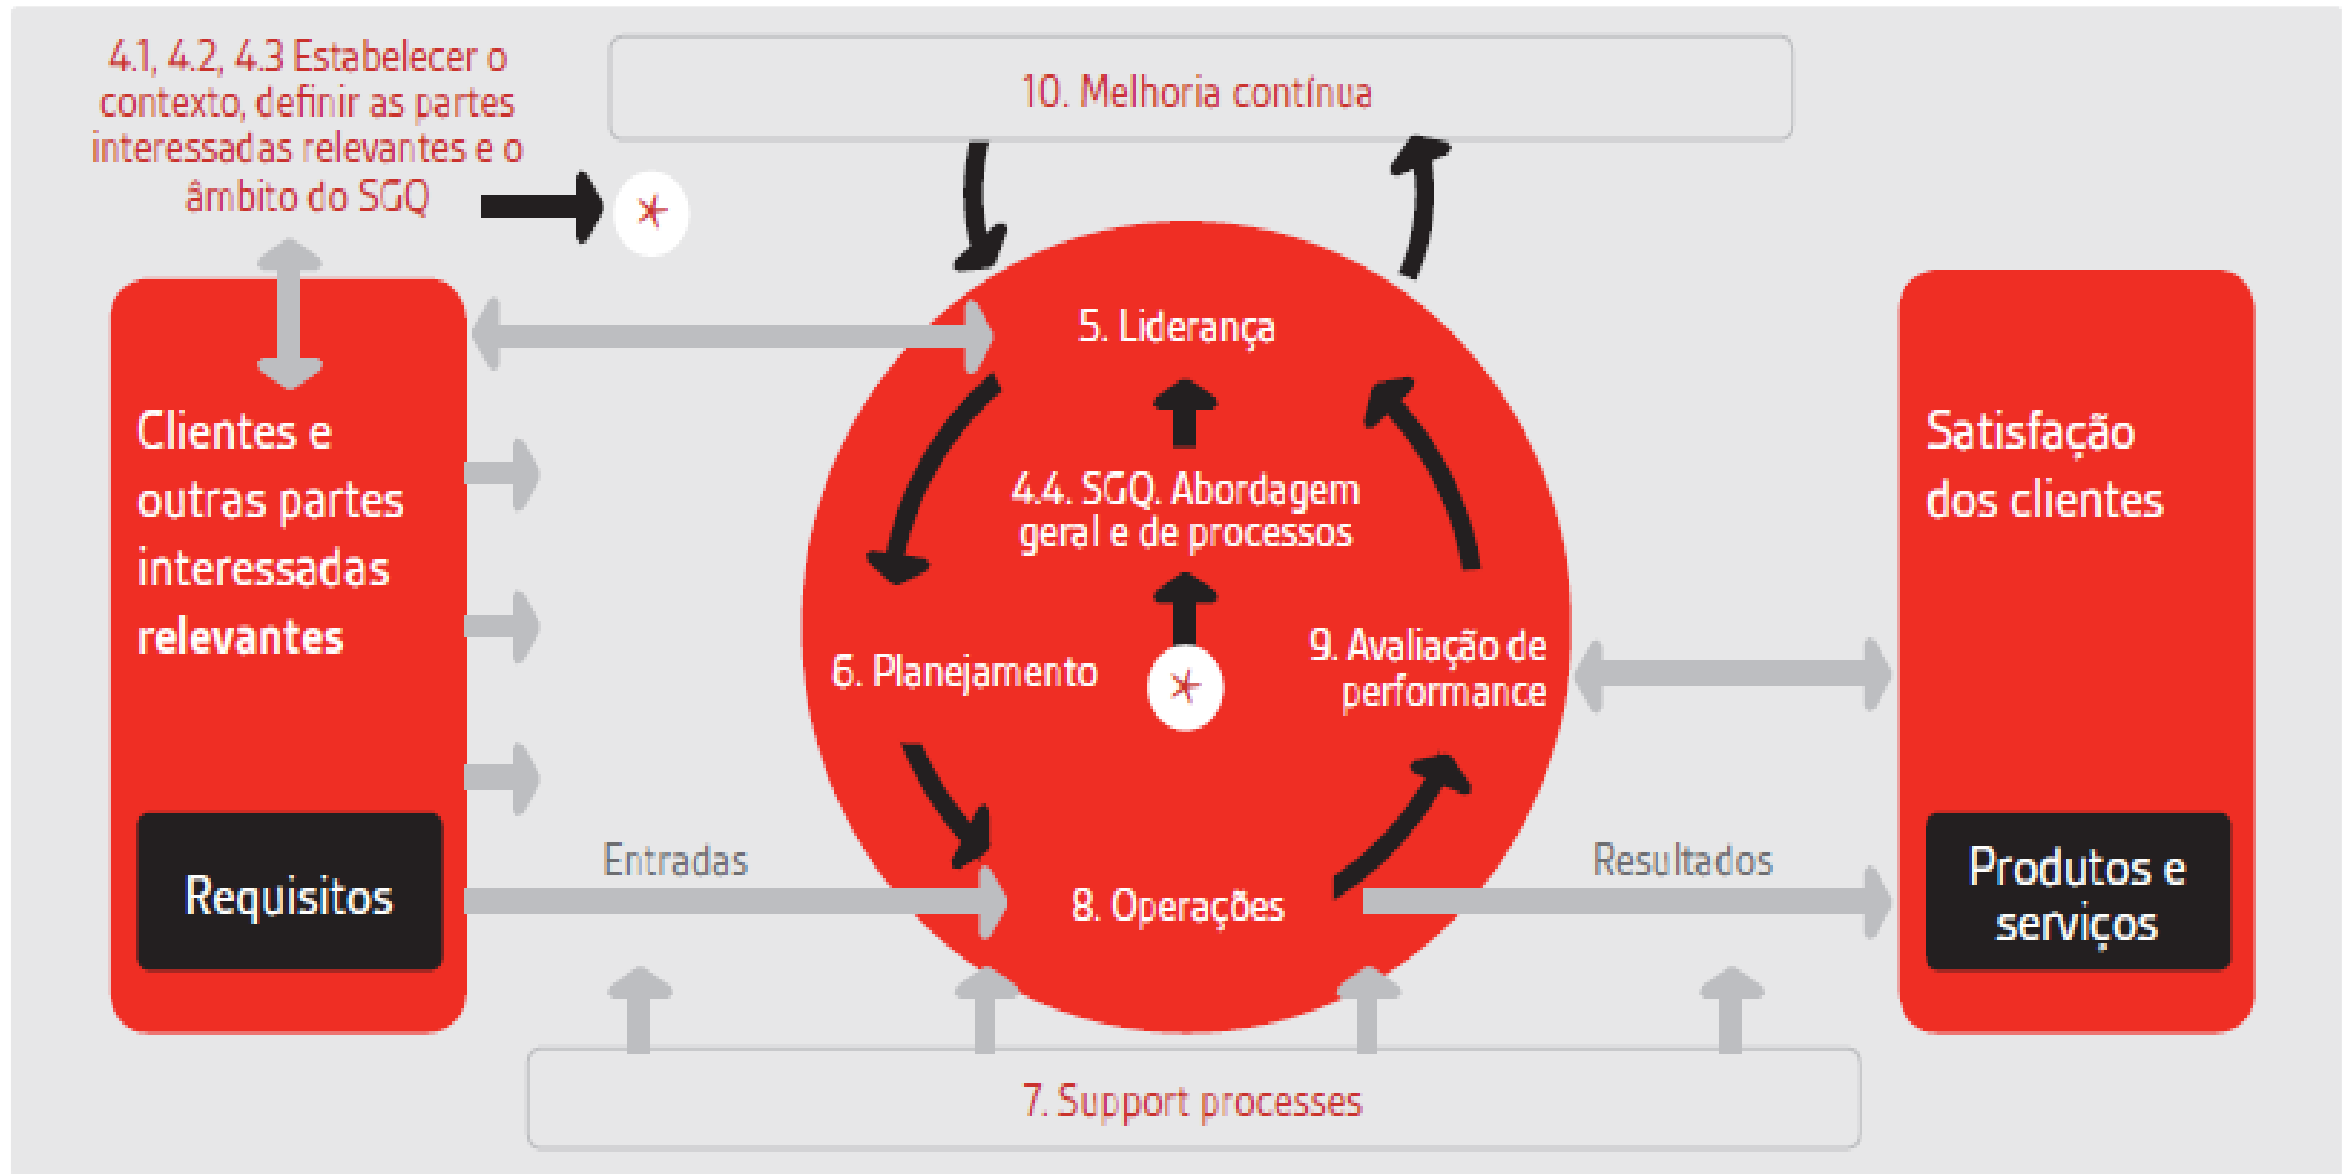 4.1, 4.2, 4.3 Estabelecer o
contexto, definir as partes
interessadas relevantes e o
âmbito do SGQ
*
10. Melhoria contínua
Clientes e
outras partes
interessadas
relevantes
Requisitos
Entradas
5. Liderança
4.4. SGQ. Abordagem
geral e de processos
6. Planejamento
*
9. Avaliação de
performance
8. Operações
Resultados
Satisfação
dos clientes
Produtos e
serviços
7. Support processes